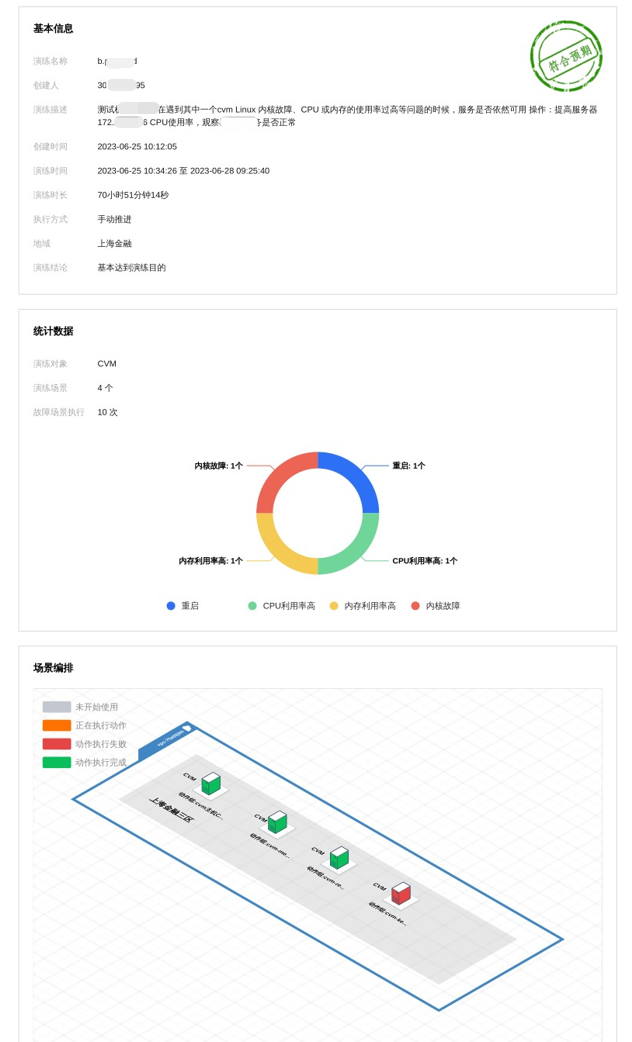 基本信息
符合预期
演练名称
创建人 30 95
演练描述 测试 在遇到其中一个cvm Linux 内核故障、CPU 或内存的使用率过高等问题的时候，服务是否依然可用 操作：提高服务器
172. 6 CPU使用率，观察 是否正常
创建时间 2023-06-25 10:12:05
演练时间 2023-06-25 10:34:26 至 2023-06-28 09:25:40
演练时长 70小时51分钟14秒
执行方式 手动推进
地域 上海金融
演练结论 基本达到演练目的
统计数据
演练对象 CVM
演练场景 4 个
故障场景执行 10 次
内核故障: 1个 重启: 1个
内存利用率高: 1个 CPU利用率高: 1个
重启 CPU利用率高 内存利用率高 内核故障
场景编排
未开始使用
正在执行动作
动作执行失败
动作执行完成
CVM
动作组:cvm主机C...
上海金融三区
CVM
动作组:cvm-me...
CVM
动作组:cvm-re...
CVM
动作组:cvm-ke...